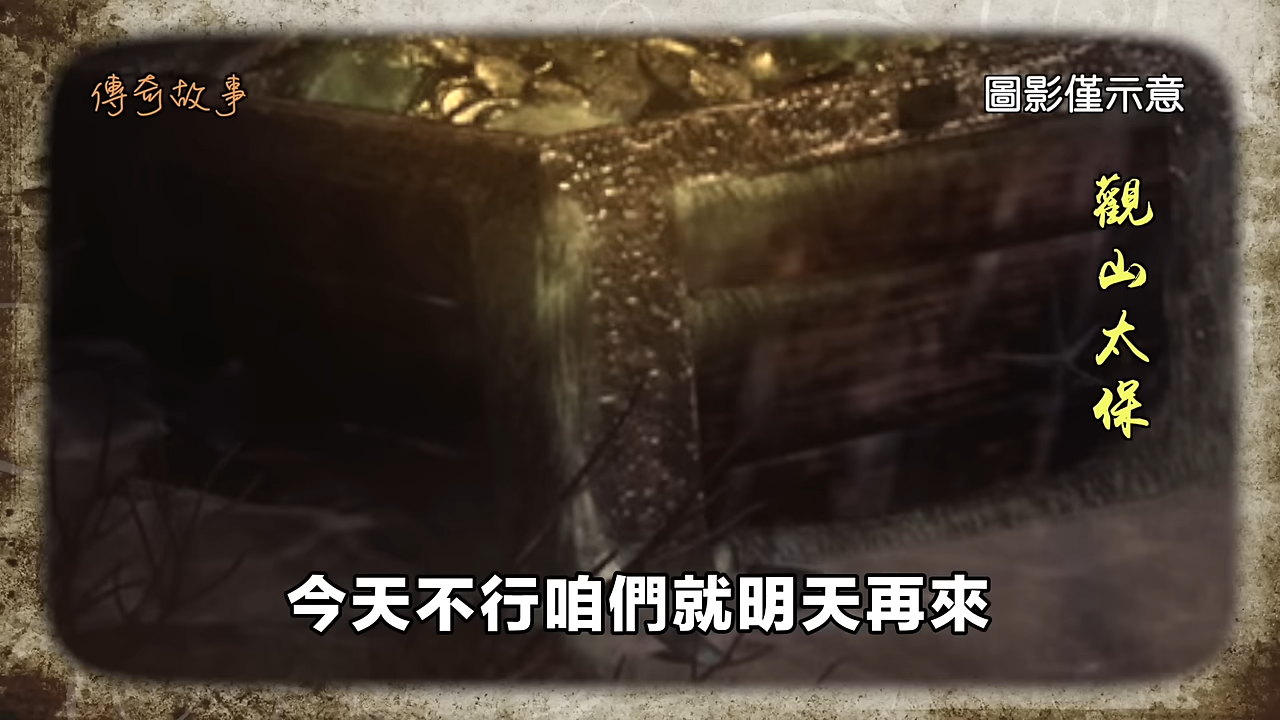 傳奇故事
圖影僅示意
觀山太保
今天不行咱們就明天再來